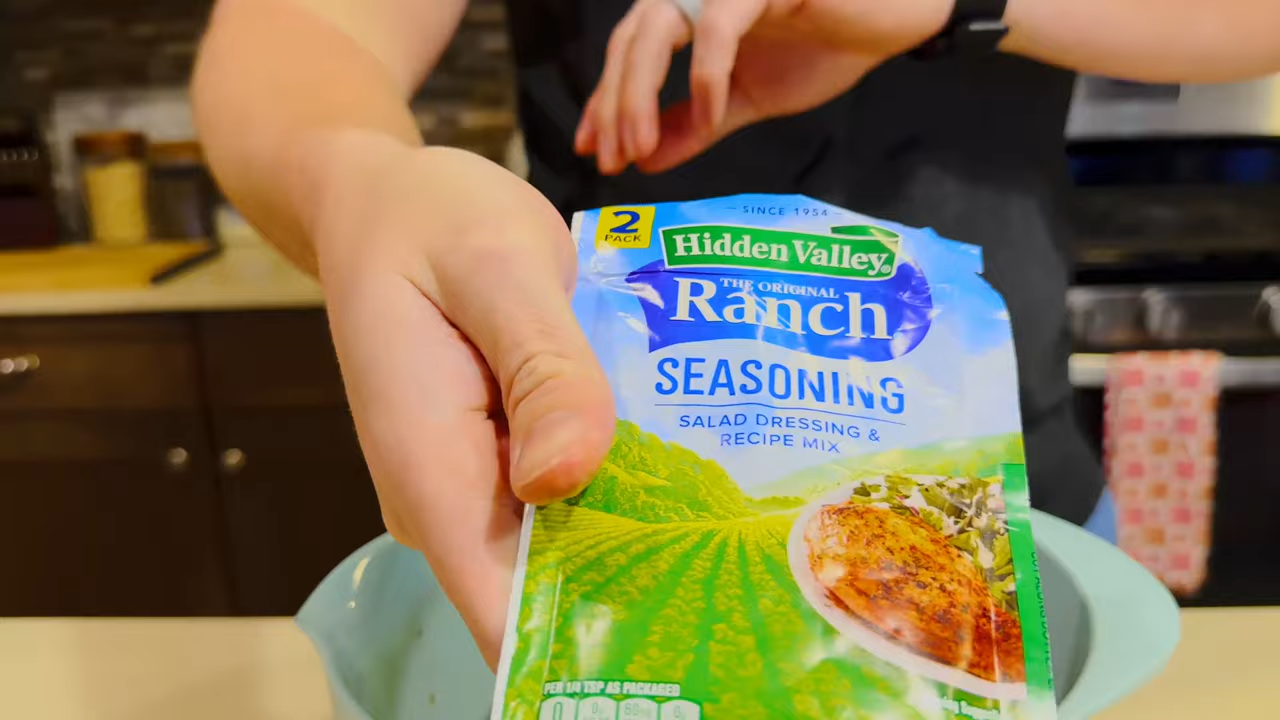 SINCE 1954
2
PACK
Hidden Valley®
THE ORIGINAL
Ranch
SEASONING
SALAD DRESSING &
RECIPE MIX
PER 1/4 TSP AS PACKAGED